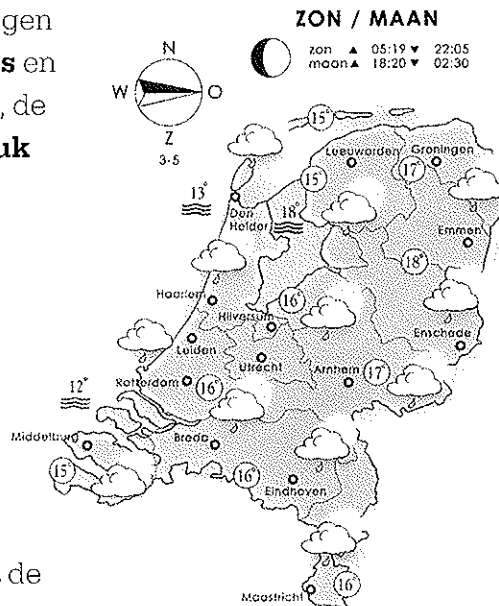 gen
s en
, de
uk
ZON / MAAN
zon ▲ 05:19 ▼ 22:05
maan ▲ 18:20 ▼ 02:30
N
W O
Z
3-5
15°
Leeuwarden Groningen
15° 17°
13°
Den Helder
18°
Emmen
18°
Haarlem
16°
Hilversum
Enschede
Leiden
Utrecht
Arnhem 17°
12°
Rotterdam 16°
Middelburg
Breda
15°
16°
Eindhoven
de
Maastricht 16°